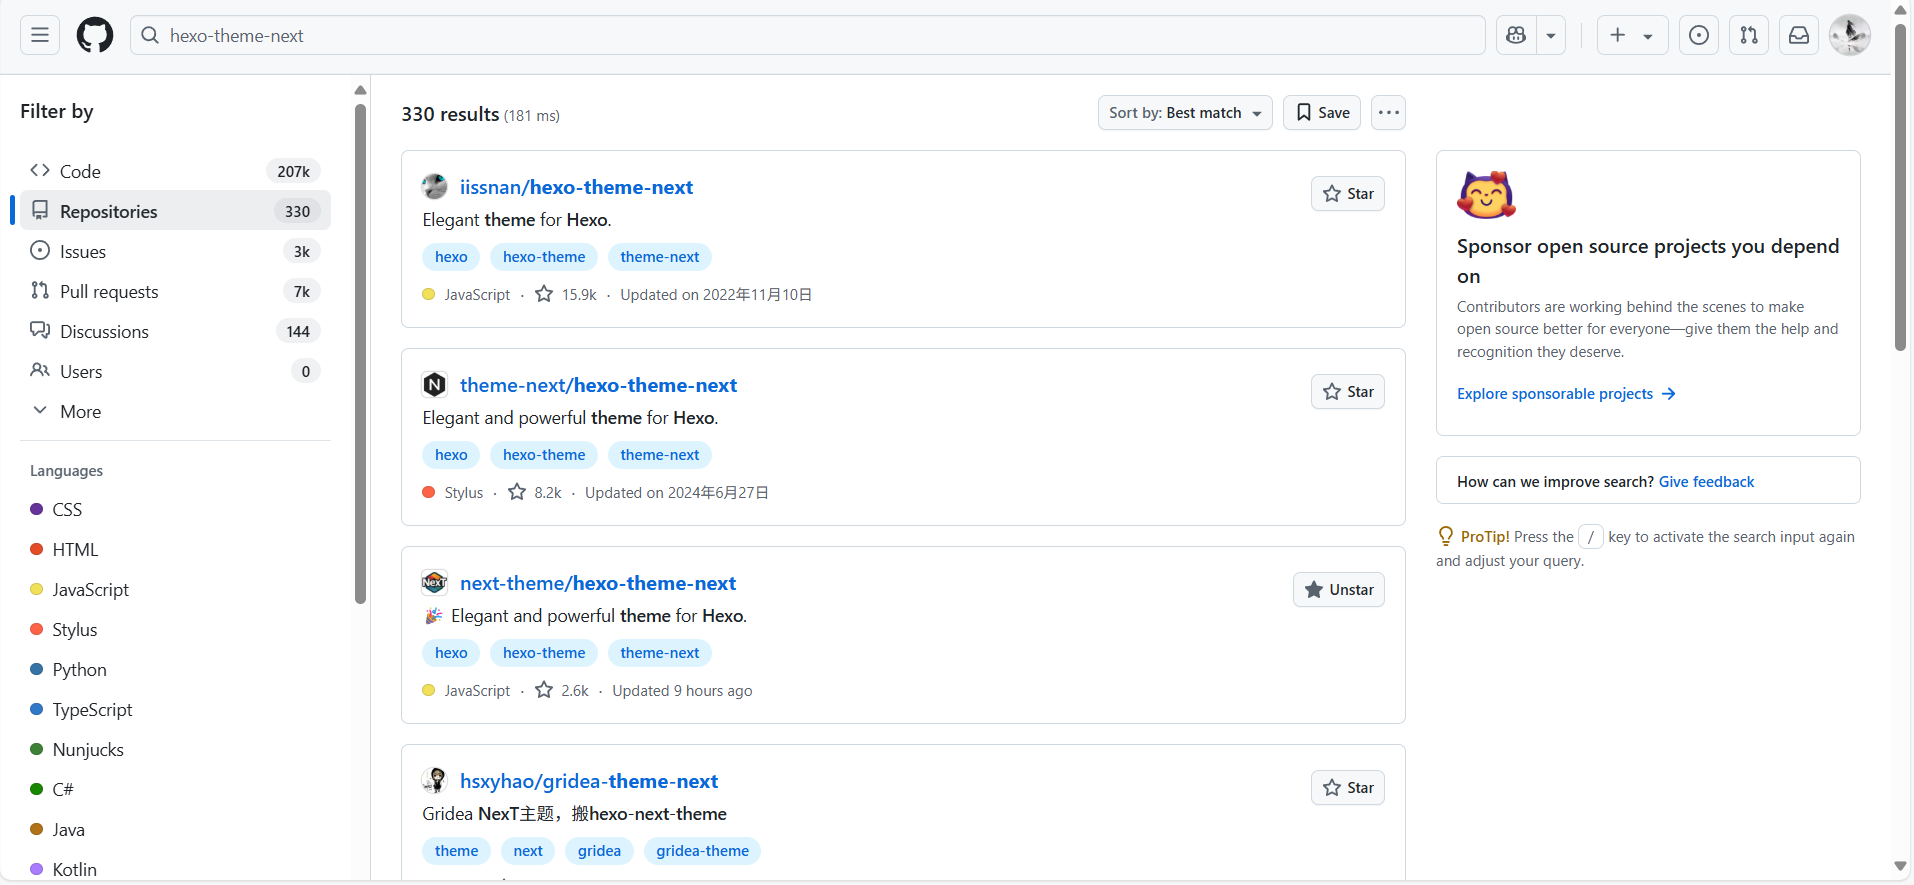 hexo-theme-next
Filter by
Code 207k
Repositories 330
Issues 3k
Pull requests 7k
Discussions 144
Users 0
More
Languages
CSS
HTML
JavaScript
Stylus
Python
TypeScript
Nunjucks
C#
Java
Kotlin
330 results (181 ms)
Sort by: Best match Save
iissnan/hexo-theme-next
Star
Elegant theme for Hexo.
hexo hexo-theme theme-next
JavaScript · 15.9k · Updated on 2022年11月10日
theme-next/hexo-theme-next
Star
Elegant and powerful theme for Hexo.
hexo hexo-theme theme-next
Stylus · 8.2k · Updated on 2024年6月27日
next-theme/hexo-theme-next
Unstar
🎉 Elegant and powerful theme for Hexo.
hexo hexo-theme theme-next
JavaScript · 2.6k · Updated 9 hours ago
hsxyhao/gridea-theme-next
Star
Gridea NexT主题，搬hexo-next-theme
theme next gridea gridea-theme
Sponsor open source projects you depend
on
Contributors are working behind the scenes to make
open source better for everyone—give them the help and
recognition they deserve.
Explore sponsorable projects →
How can we improve search? Give feedback
ProTip! Press the / key to activate the search input again
and adjust your query.